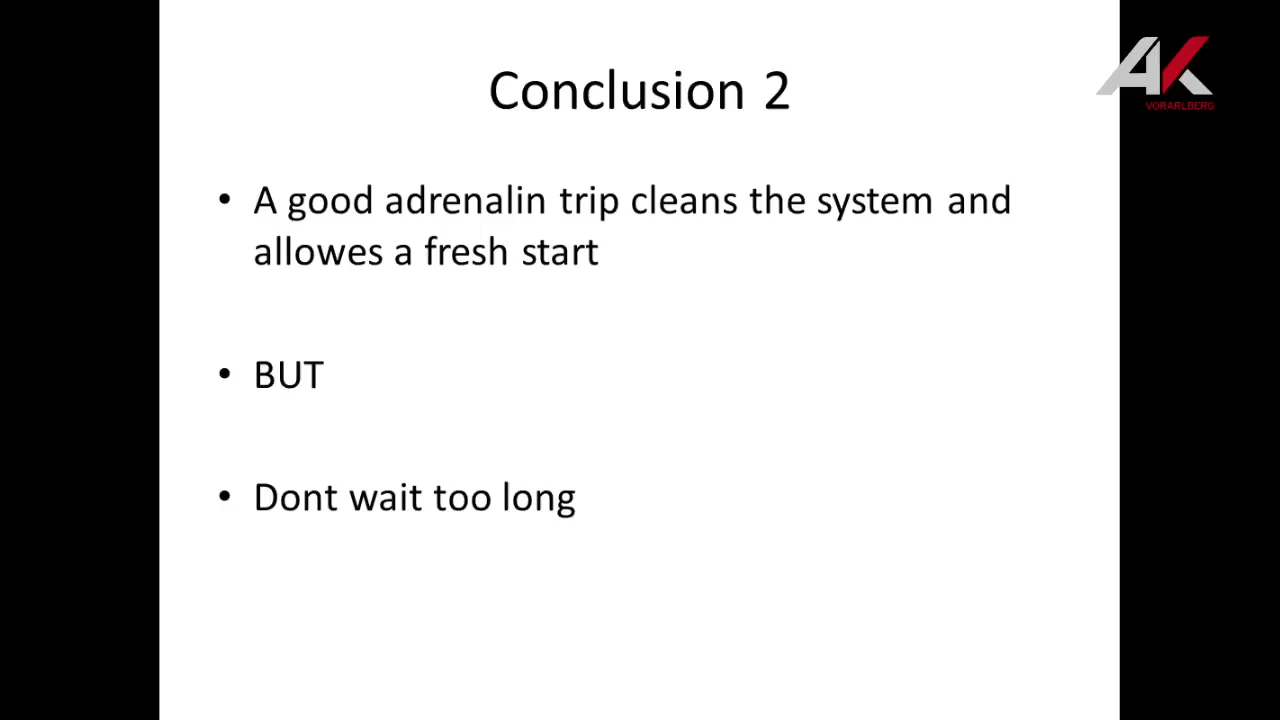 Conclusion 2
AK
VORARLBERG
• A good adrenalin trip cleans the system and
allowes a fresh start
• BUT
• Dont wait too long